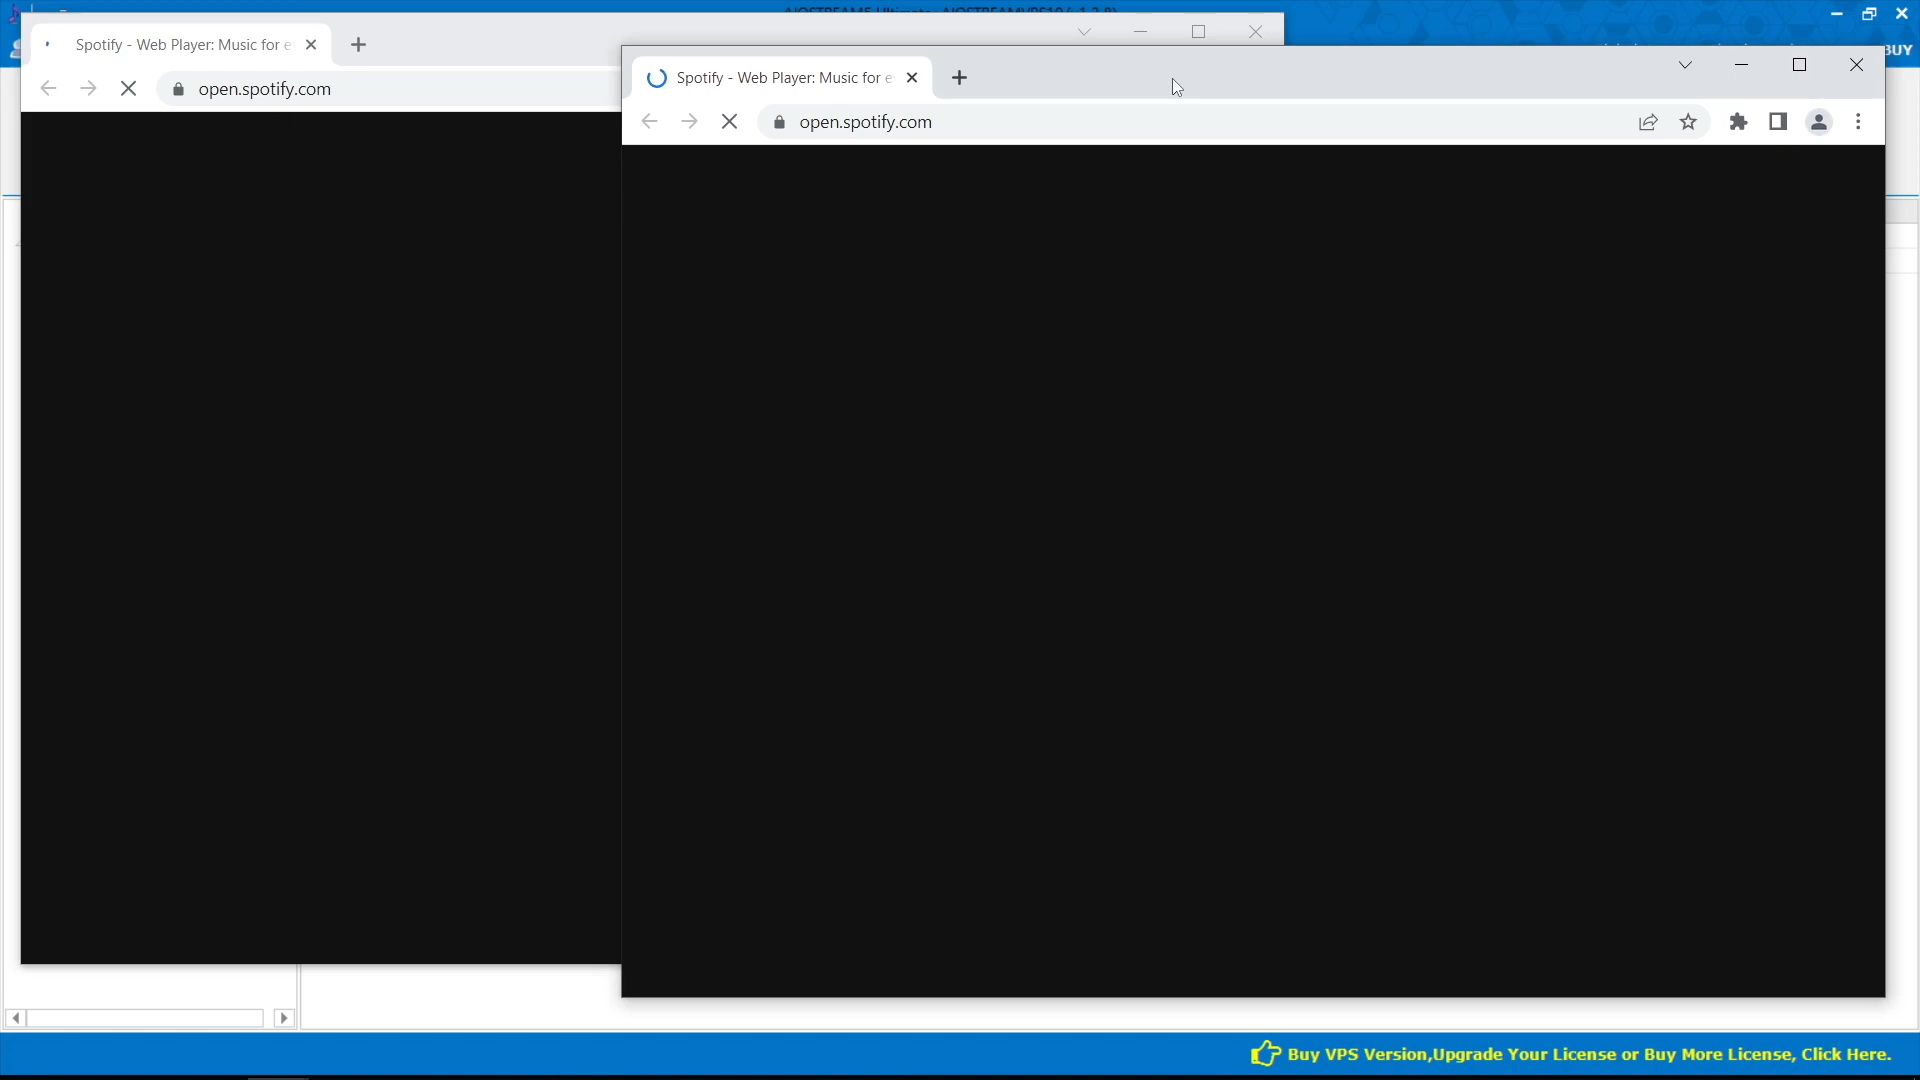 Spotify - Web Player: Music for e
open.spotify.com
Spotify - Web Player: Music for e
open.spotify.com
BUY
Buy VPS Version,Upgrade Your License or Buy More License, Click Here.